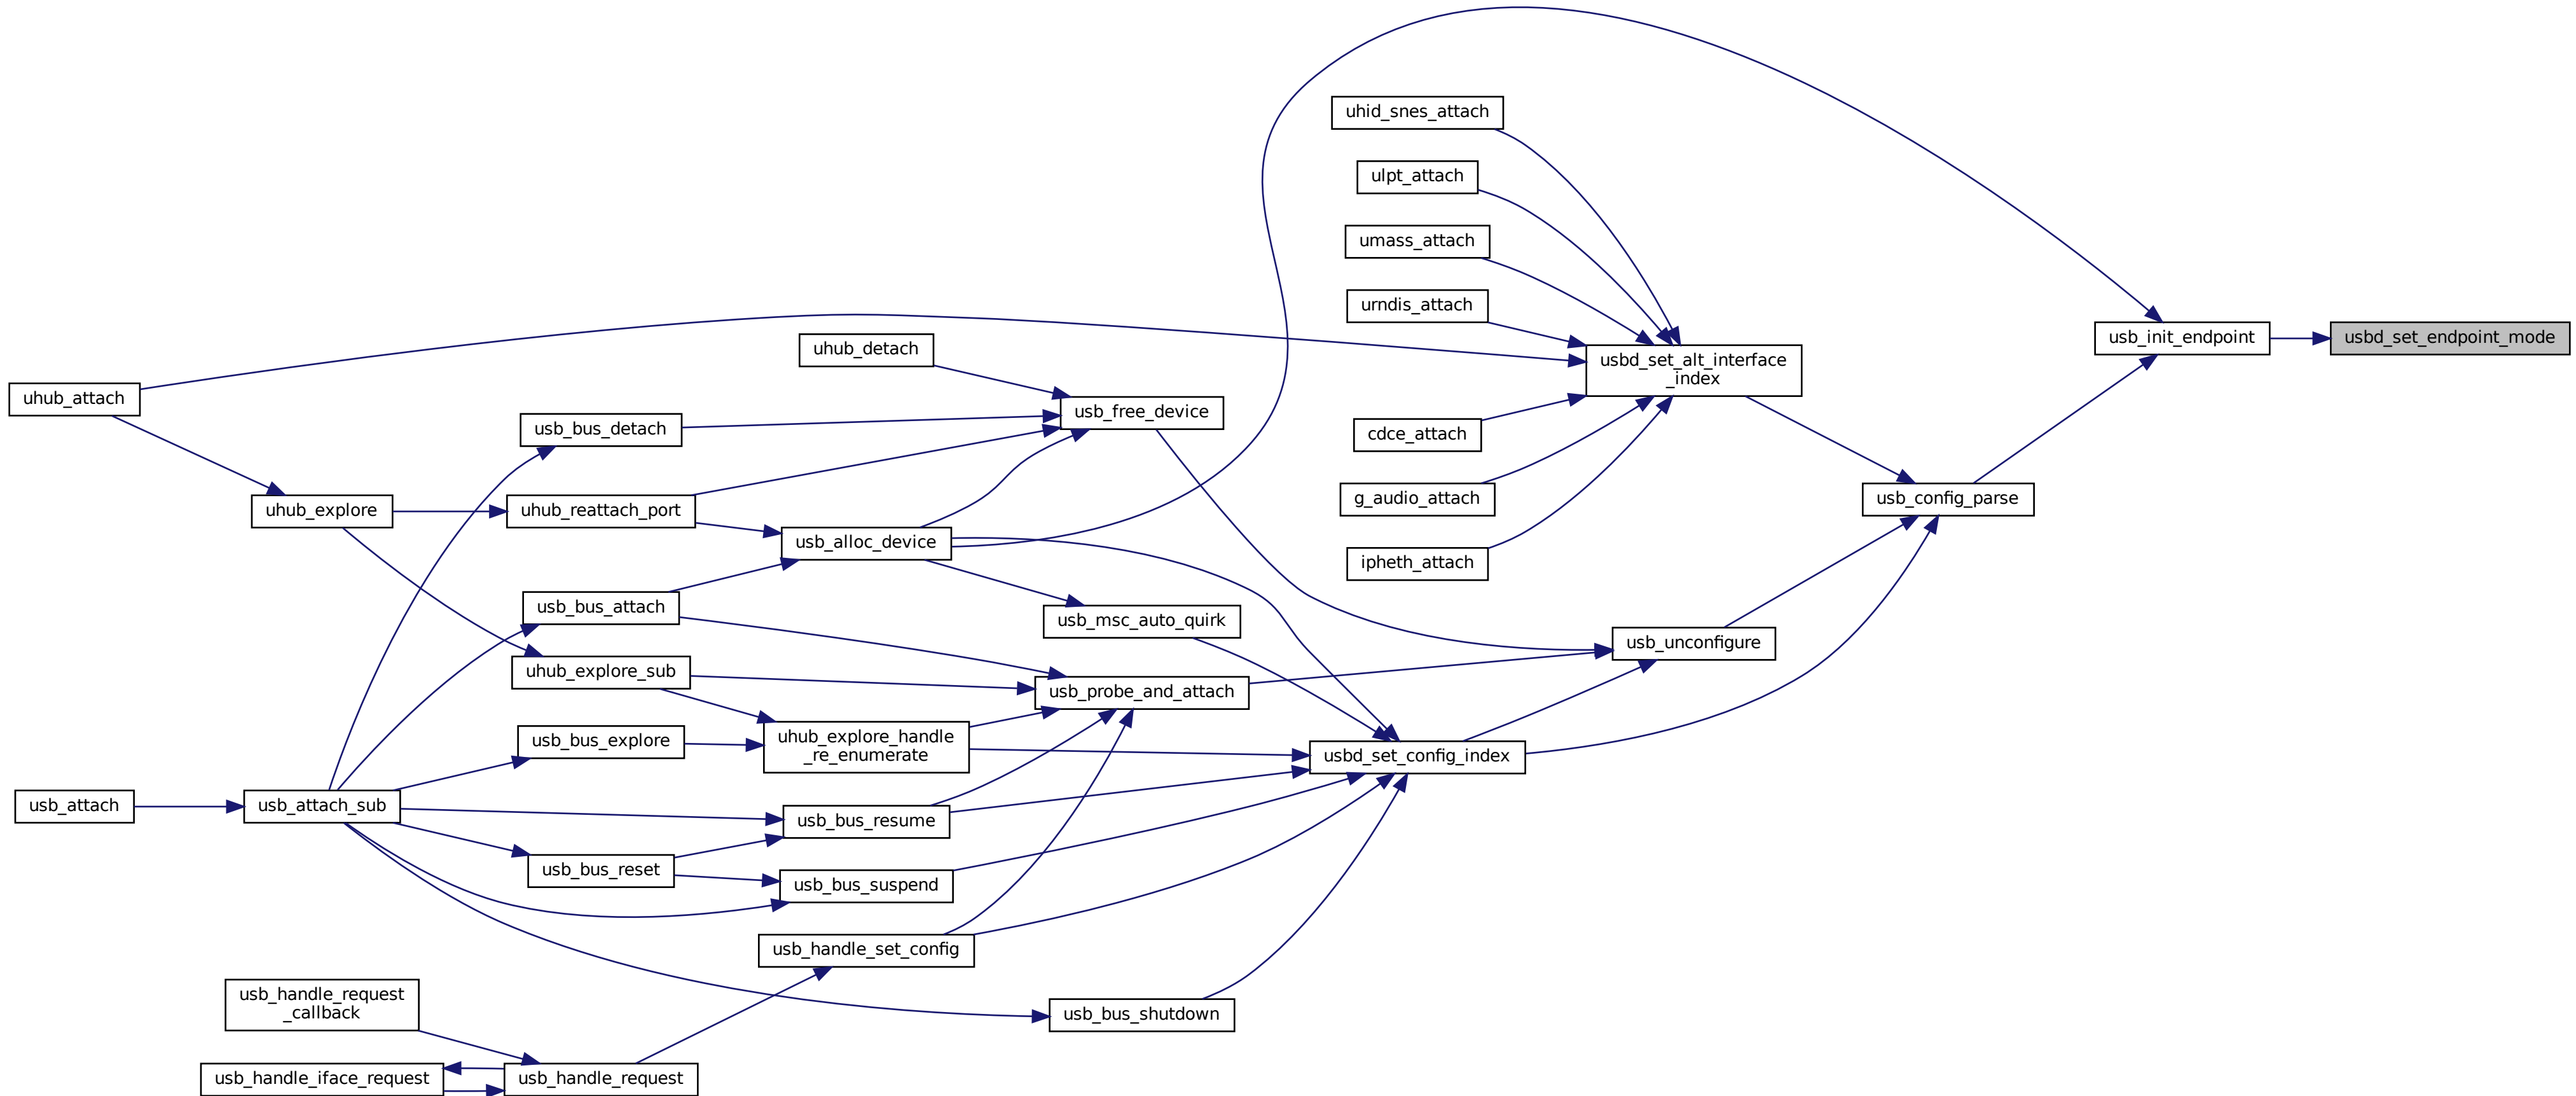 uhid_snes_attach
ulpt_attach
umass_attach
urndis_attach
usb_init_endpoint
usbd_set_endpoint_mode
uhub_detach
usbd_set_alt_interface
_index
uhub_attach
usb_free_device
usb_bus_detach
cdce_attach
g_audio_attach
usb_config_parse
uhub_explore
uhub_reattach_port
usb_alloc_device
ipheth_attach
usb_bus_attach
usb_msc_auto_quirk
usb_unconfigure
uhub_explore_sub
usb_probe_and_attach
usb_bus_explore
uhub_explore_handle
_re_enumerate
usbd_set_config_index
usb_attach
usb_attach_sub
usb_bus_resume
usb_bus_reset
usb_bus_suspend
usb_handle_set_config
usb_handle_request
_callback
usb_bus_shutdown
usb_handle_iface_request
usb_handle_request